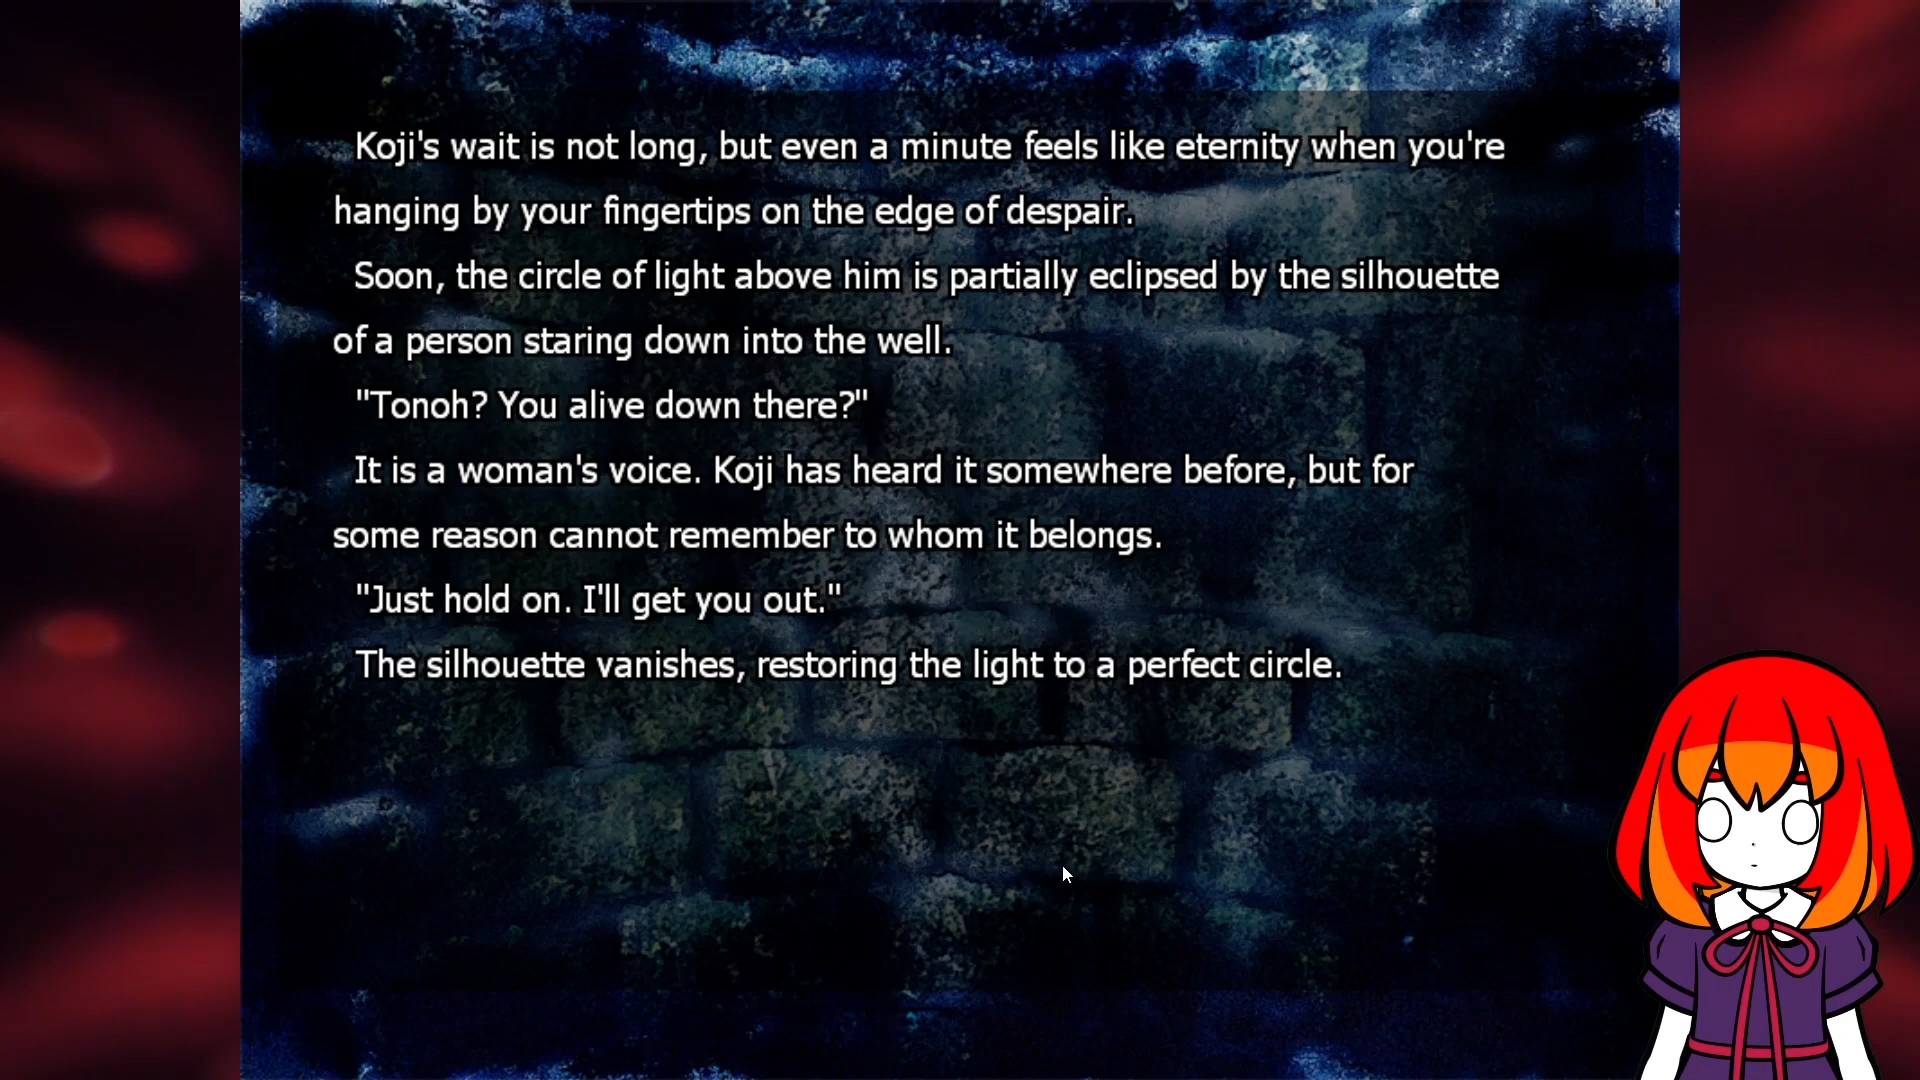 Koji's wait is not long, but even a minute feels like eternity when you're
hanging by your fingertips on the edge of despair.
Soon, the circle of light above him is partially eclipsed by the silhouette
of a person staring down into the well.
"Tonoh? You alive down there?"
It is a woman's voice. Koji has heard it somewhere before, but for
some reason cannot remember to whom it belongs.
"Just hold on. I'll get you out."
The silhouette vanishes, restoring the light to a perfect circle.